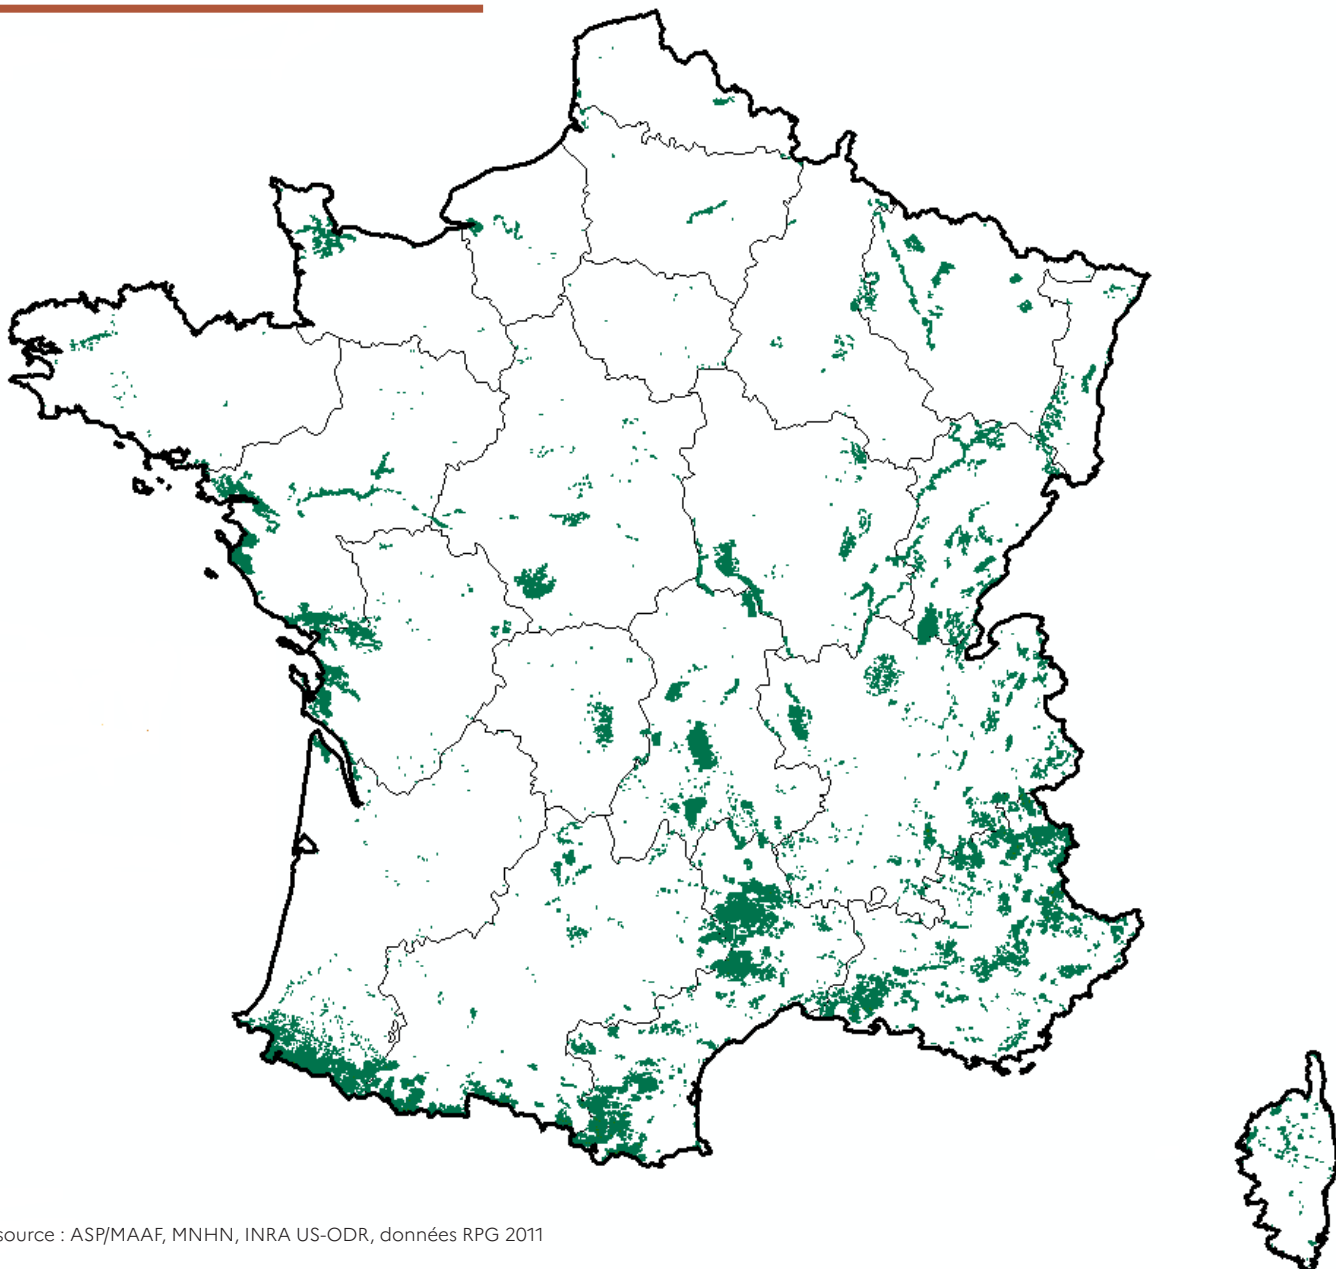 source : ASP/MAAF, MNHN, INRA US-ODR, données RPG 2011